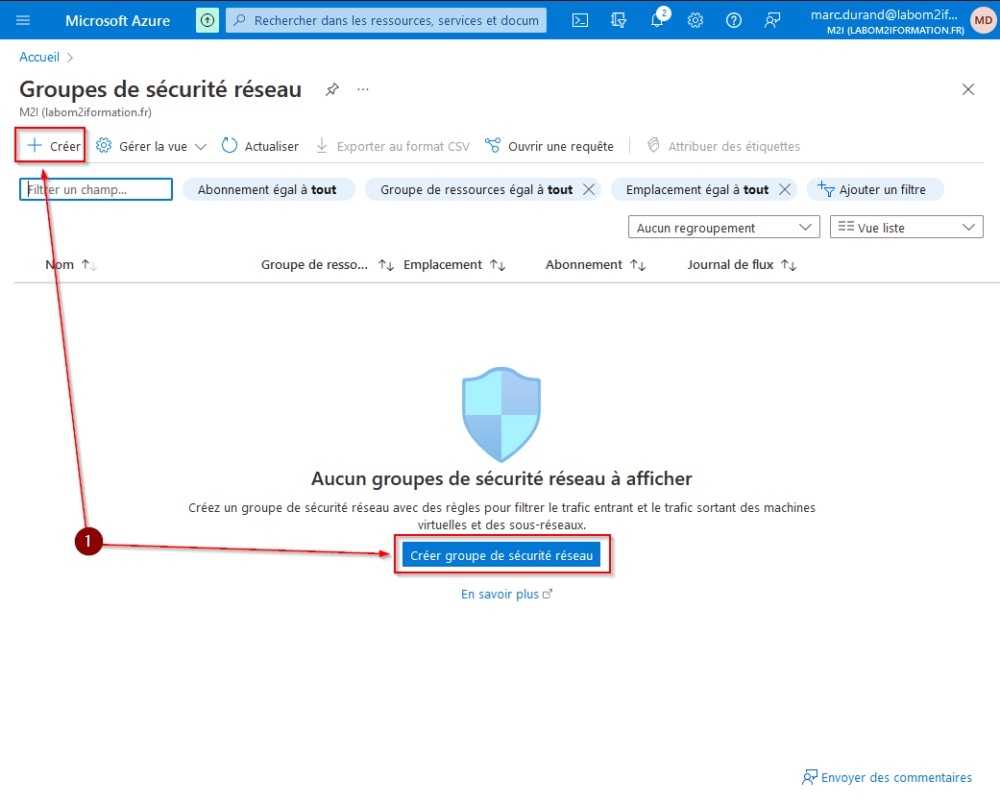 Microsoft Azure
Rechercher dans les ressources, services et docum
2
marc.durand@labom2if...
M2I (LABOM2IFORMATION.FR)
MD
Accueil
Groupes de sécurité réseau
M2I (labom2iformation.fr)
Créer
Gérer la vue
Actualiser
Exporter au format CSV
Ouvrir une requête
Attribuer des étiquettes
Filtrer un champ...
Abonnement égal à tout
Groupe de ressources égal à tout
Emplacement égal à tout
Ajouter un filtre
Aucun regroupement
Vue liste
Nom
Groupe de resso...
Emplacement
Abonnement
Journal de flux
Aucun groupes de sécurité réseau à afficher
Créez un groupe de sécurité réseau avec des règles pour filtrer le trafic entrant et le trafic sortant des machines
virtuelles et des sous-réseaux.
1
Créer groupe de sécurité réseau
En savoir plus
Envoyer des commentaires